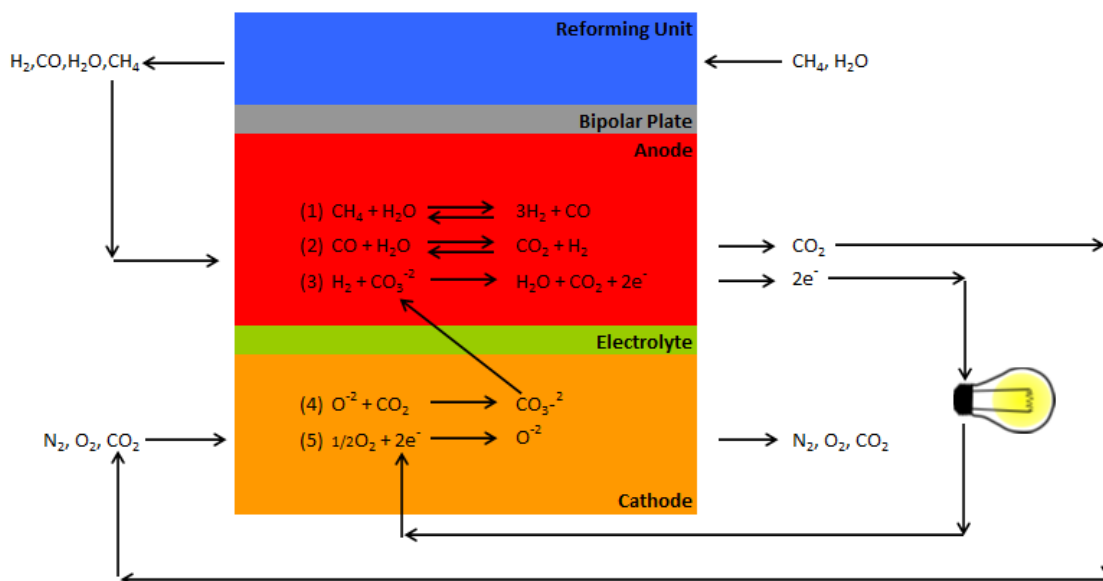 Reforming Unit
H₂,CO,H₂O,CH₄
CH₄, H₂O
Bipolar Plate
Anode
(1) CH₄ + H₂O 3H₂ + CO
(2) CO + H₂O CO₂ + H₂
CO₂
(3) H₂ + CO₃⁻² H₂O + CO₂ + 2e⁻
2e⁻
Electrolyte
(4) O⁻² + CO₂ CO₃-²
N₂, O₂, CO₂
(5) 1/2O₂ + 2e⁻ O⁻²
N₂, O₂, CO₂
Cathode